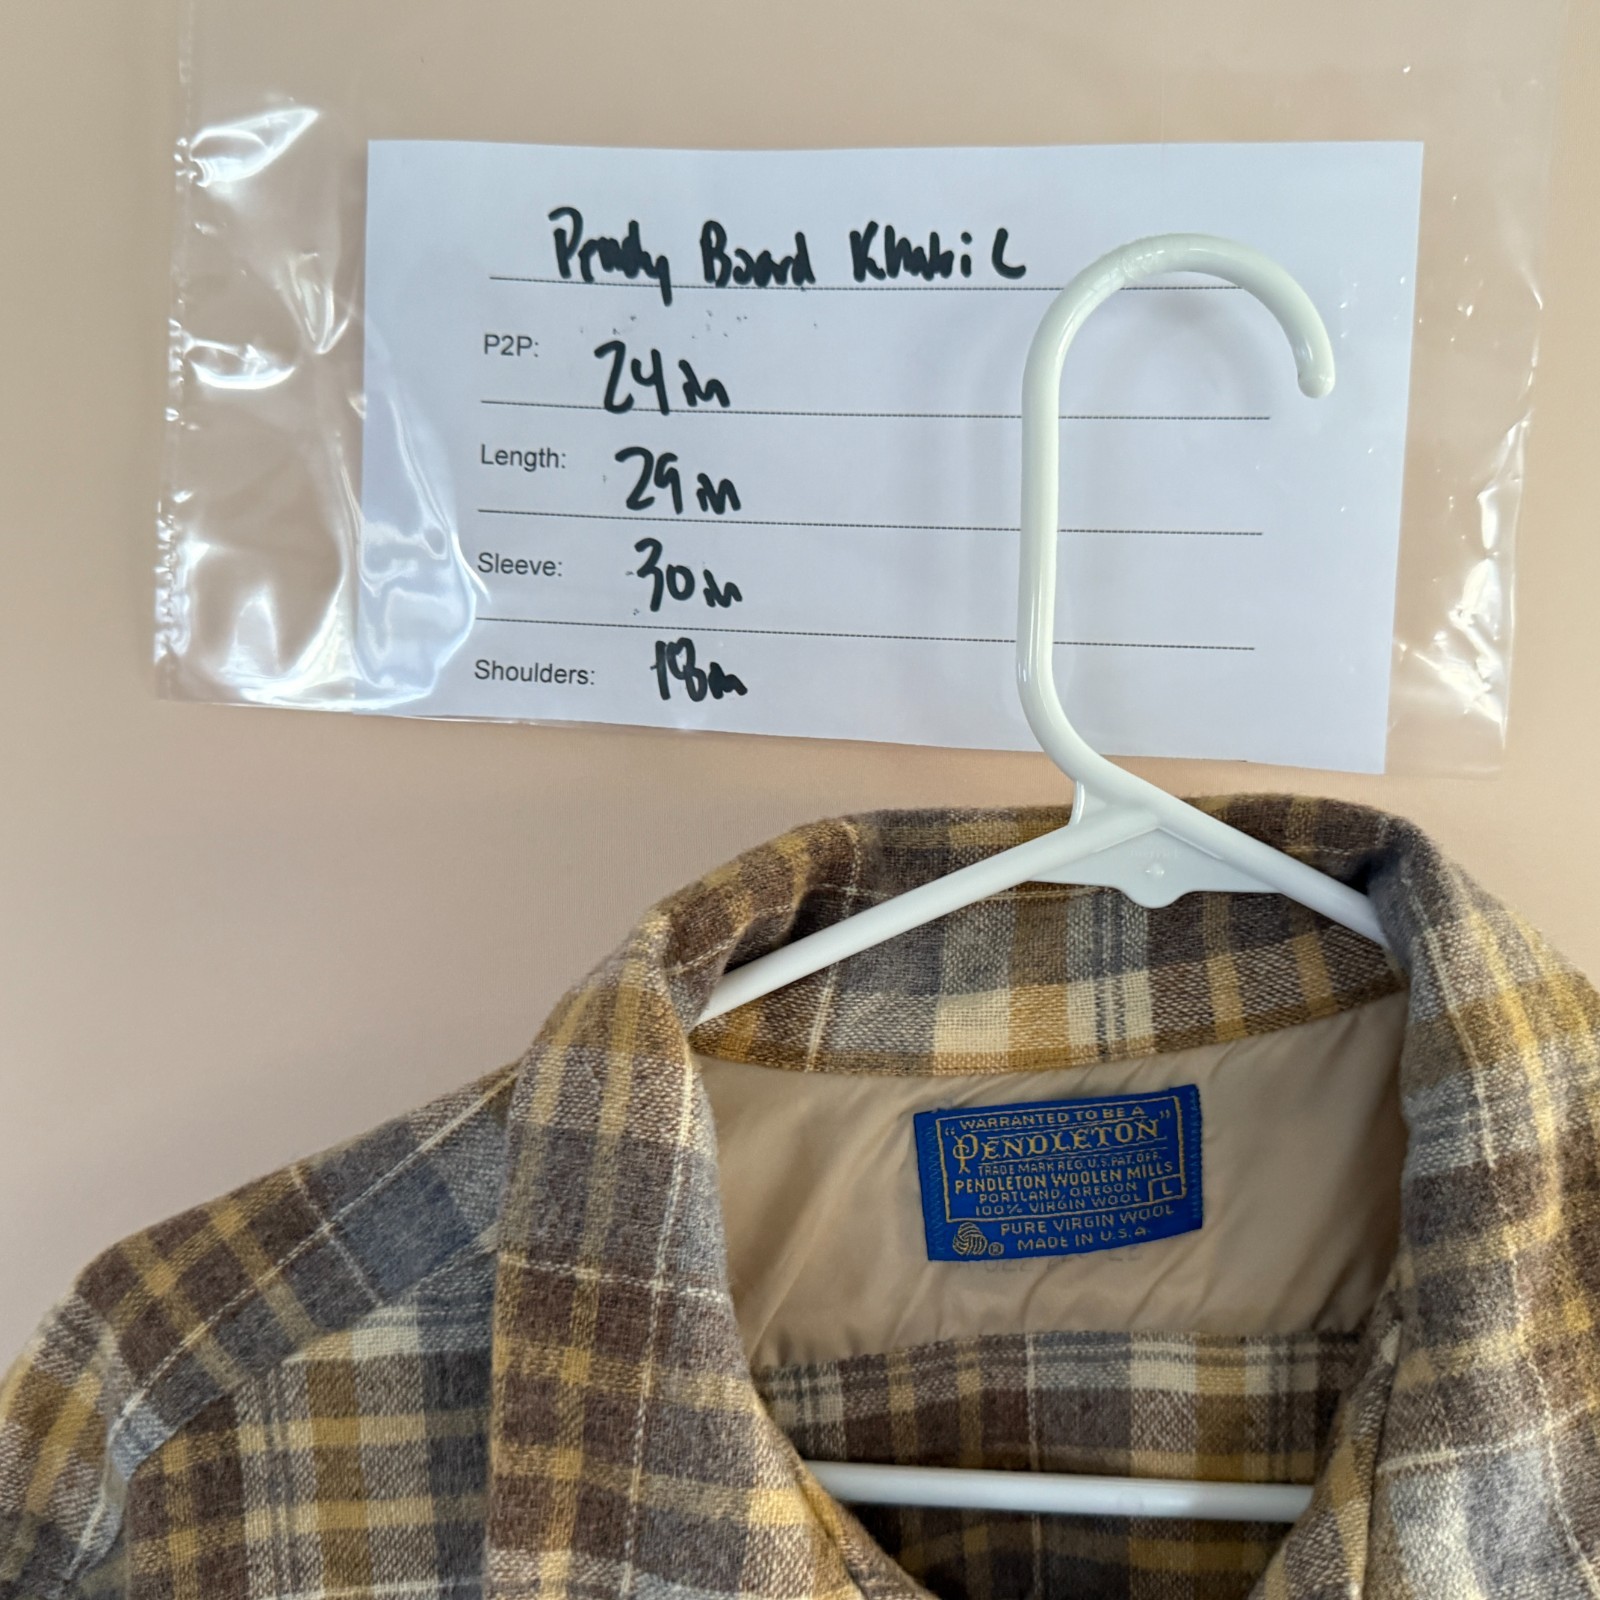 Board Khaki L
P2P: 24 in
Length: 29 in
Sleeve: 30 in
Shoulders: 18 in
WARRANTED TO BE A
"PENDLETON"
TRADE MARK REG. U.S. PAT. OFF.
PENDLETON WOOLEN MILLS
PORTLAND, OREGON
100% VIRGIN WOOL
L
PURE VIRGIN WOOL
® MADE IN U.S.A.